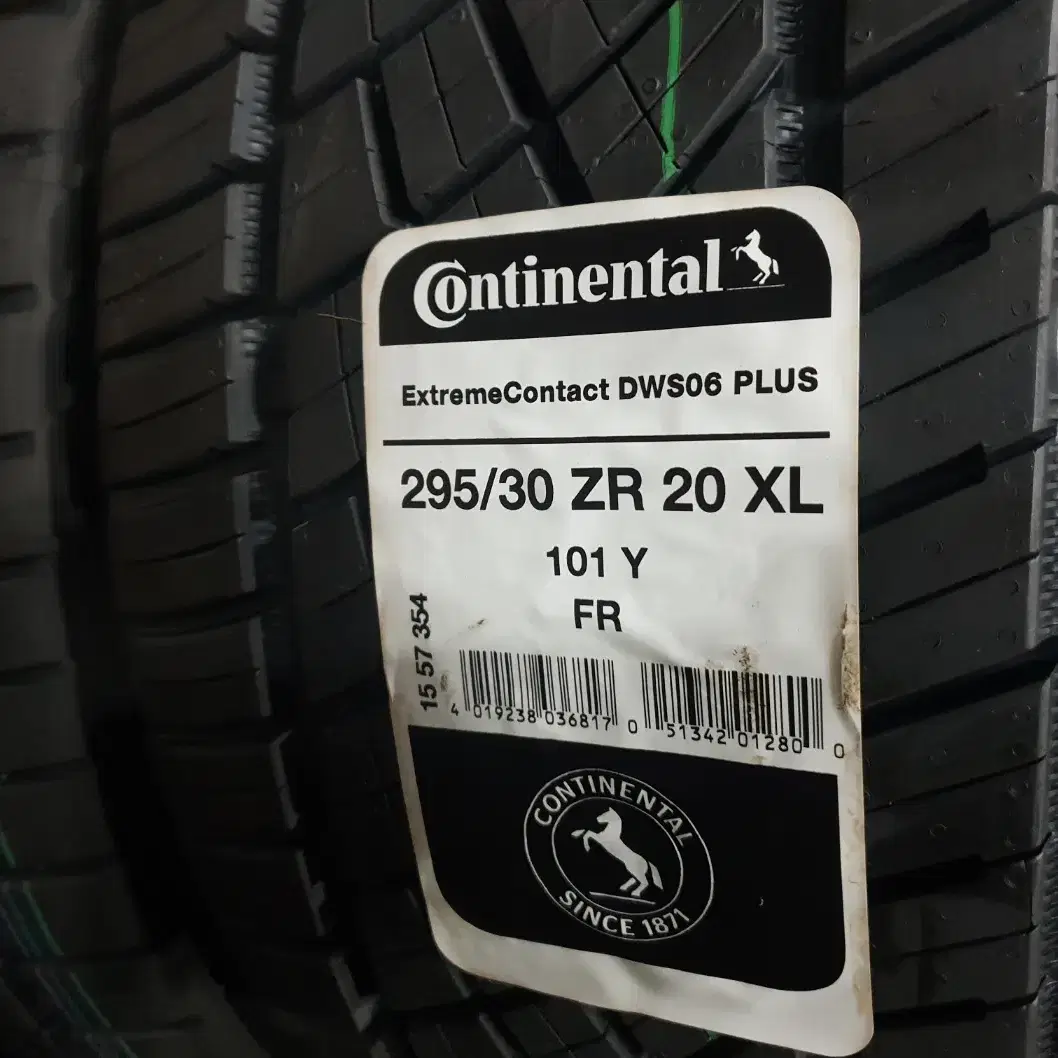 Continental
ExtremeContact DWS06 PLUS
295/30 ZR 20 XL
101 Y
FR
15 57 354
4 019238 036817
0 51342 01280 0
CONTINENTAL
SINCE 1871